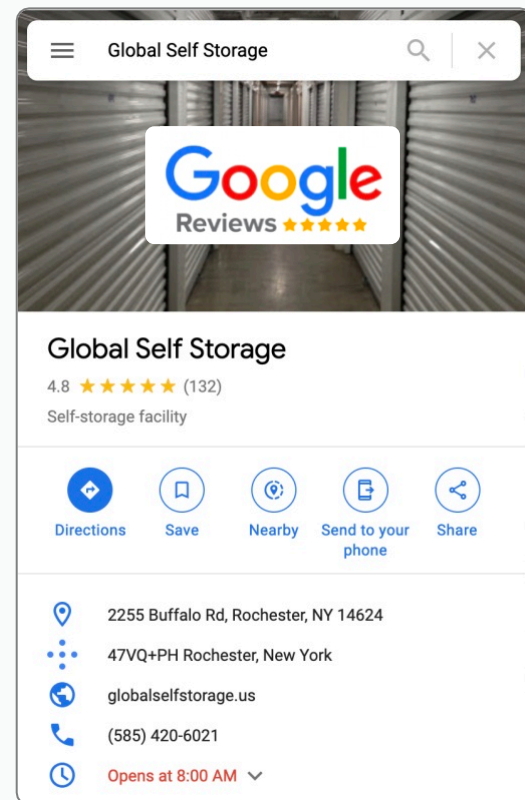 Global Self Storage
Google
Reviews
Global Self Storage
4.8 (132)
Self-storage facility
Directions Save Nearby Send to your phone Share
2255 Buffalo Rd, Rochester, NY 14624
47VQ+PH Rochester, New York
globalselfstorage.us
(585) 420-6021
Opens at 8:00 AM